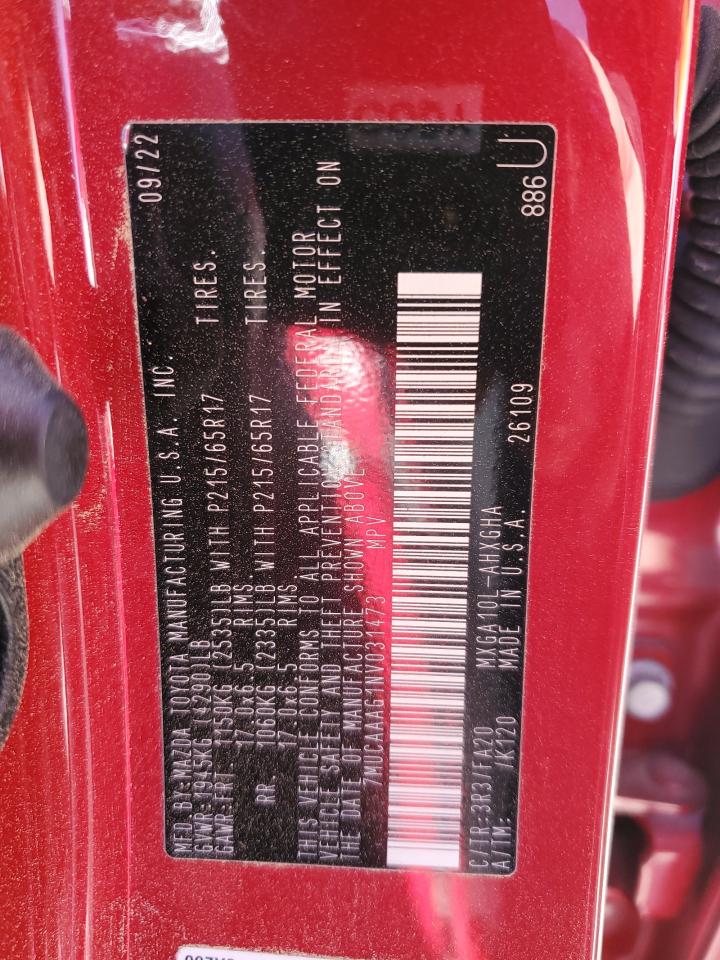 MFD.BY:MAZDA TOYOTA MANUFACTURING U.S.A. INC. 09/22
GVWR:1945KG (4290)LB
GAWR:FRT. 1150KG (2535)LB WITH P215/65R17 TIRES.
17 0X6.5 RIMS.
RR. 1060KG (2335)LB WITH P215/65R17 TIRES.
17 0X6.5 RIMS.
THIS VEHICLE CONFORMS TO ALL APPLICABLE FEDERAL MOTOR
VEHICLE SAFETY AND THEFT PREVENTION STANDARDS IN EFFECT ON
THE DATE OF MANUFACTURE SHOWN ABOVE.
7MUCAAAG1NV031473 MPV
C/TR:3R3/FA20 MXGA10L-AHXGHA 26109
A/TM: /K120 MADE IN U.S.A. 886 U